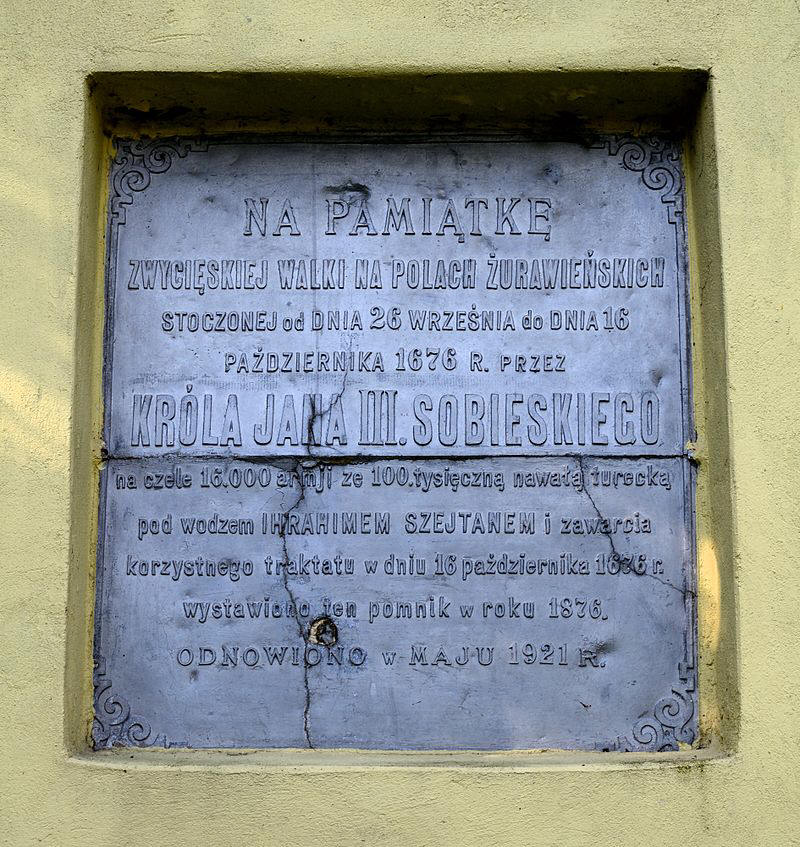 NA PAMIĄTKĘ
ZWYCIĘSKIEJ WALKI NA POLACH ŻURAWIEŃSKICH
STOCZONEJ od DNIA 26 WRZEŚNIA do DNIA 16
PAŹDZIERNIKA 1676 R. PRZEZ
KRÓLA JANA III. SOBIESKIEGO
na czele 16.000 armji ze 100.tysięczną nawałą turecką
pod wodzem IHRAHIMEM SZEJTANEM i zawarcia
korzystnego traktatu w dniu 16 października 1676 r.
wystawiono ten pomnik w roku 1876.
ODNOWIONO w MAJU 1921 R.